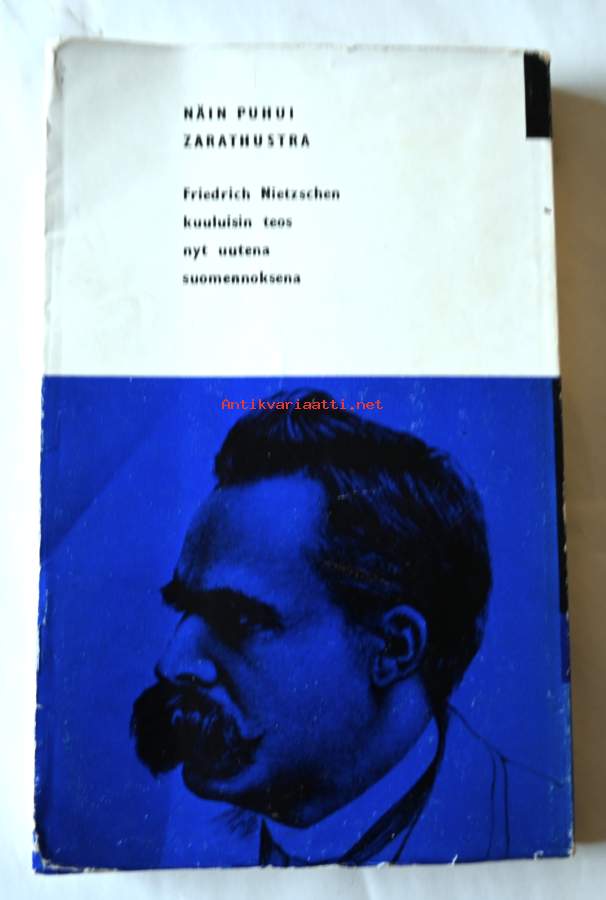 NÄIN PUHUI
ZARATHUSTRA
Friedrich Nietzschen
kuuluisin teos
nyt uutena
suomennoksena
Antikvariaatti.net